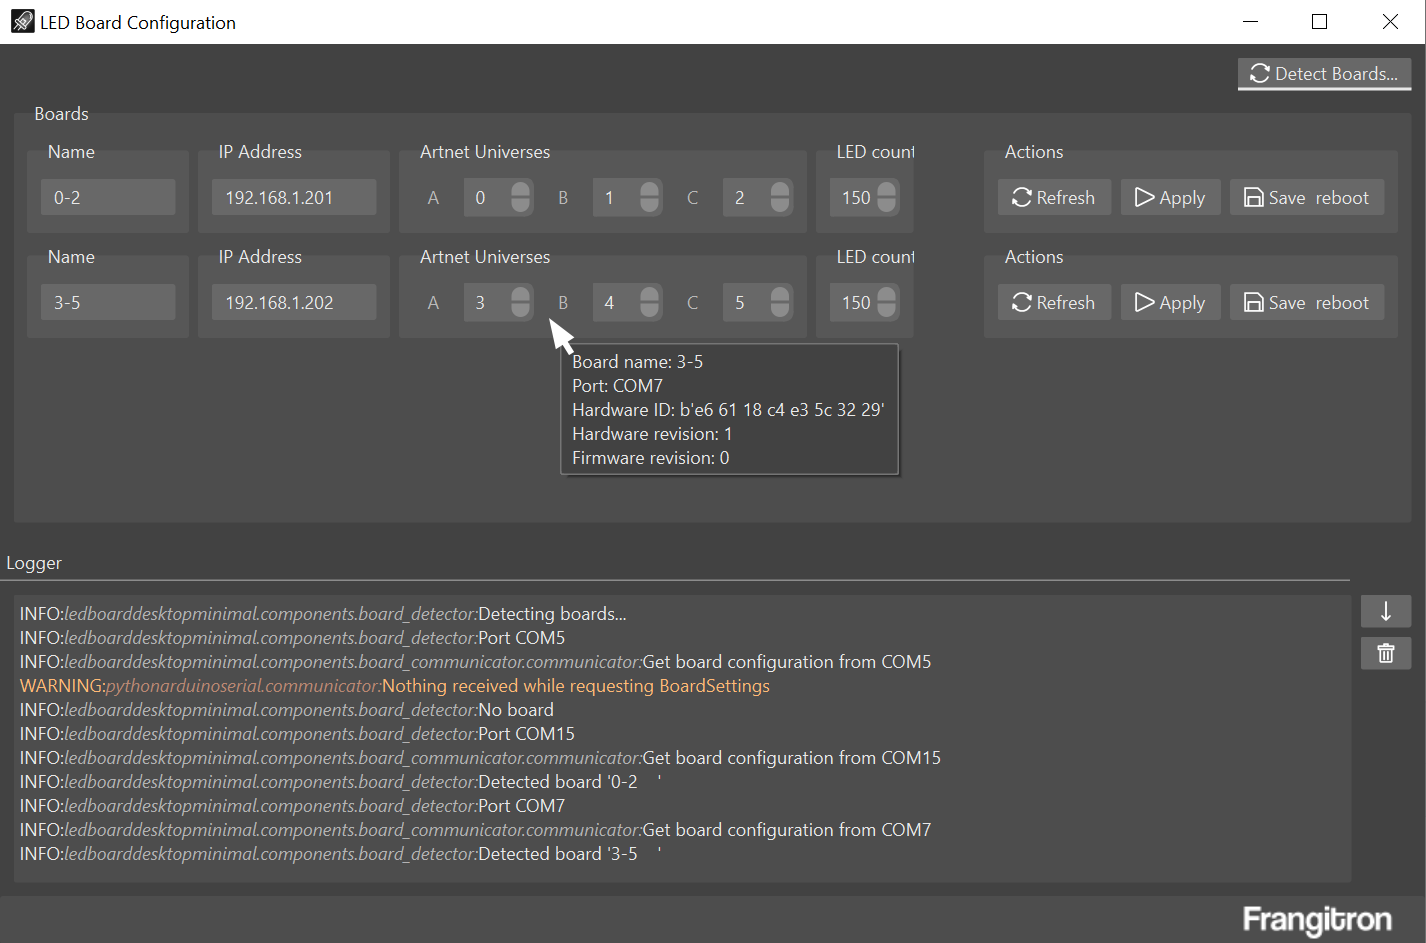 LED Board Configuration
Detect Boards...
Boards
Name IP Address Artnet Universes LED count Actions
0-2 192.168.1.201 A 0 B 1 C 2 150 Refresh Apply Save reboot
Name IP Address Artnet Universes LED count Actions
3-5 192.168.1.202 A 3 B 4 C 5 150 Refresh Apply Save reboot
Board name: 3-5
Port: COM7
Hardware ID: b'e6 61 18 c4 e3 5c 32 29'
Hardware revision: 1
Firmware revision: 0
Logger
INFO:ledboarddesktopminimal.components.board_detector:Detecting boards...
INFO:ledboarddesktopminimal.components.board_detector:Port COM5
INFO:ledboarddesktopminimal.components.board_communicator.communicator:Get board configuration from COM5
WARNING:pythonarduinoserial.communicator:Nothing received while requesting BoardSettings
INFO:ledboarddesktopminimal.components.board_detector:No board
INFO:ledboarddesktopminimal.components.board_detector:Port COM15
INFO:ledboarddesktopminimal.components.board_communicator.communicator:Get board configuration from COM15
INFO:ledboarddesktopminimal.components.board_detector:Detected board '0-2    '
INFO:ledboarddesktopminimal.components.board_detector:Port COM7
INFO:ledboarddesktopminimal.components.board_communicator.communicator:Get board configuration from COM7
INFO:ledboarddesktopminimal.components.board_detector:Detected board '3-5    '
Frangitron